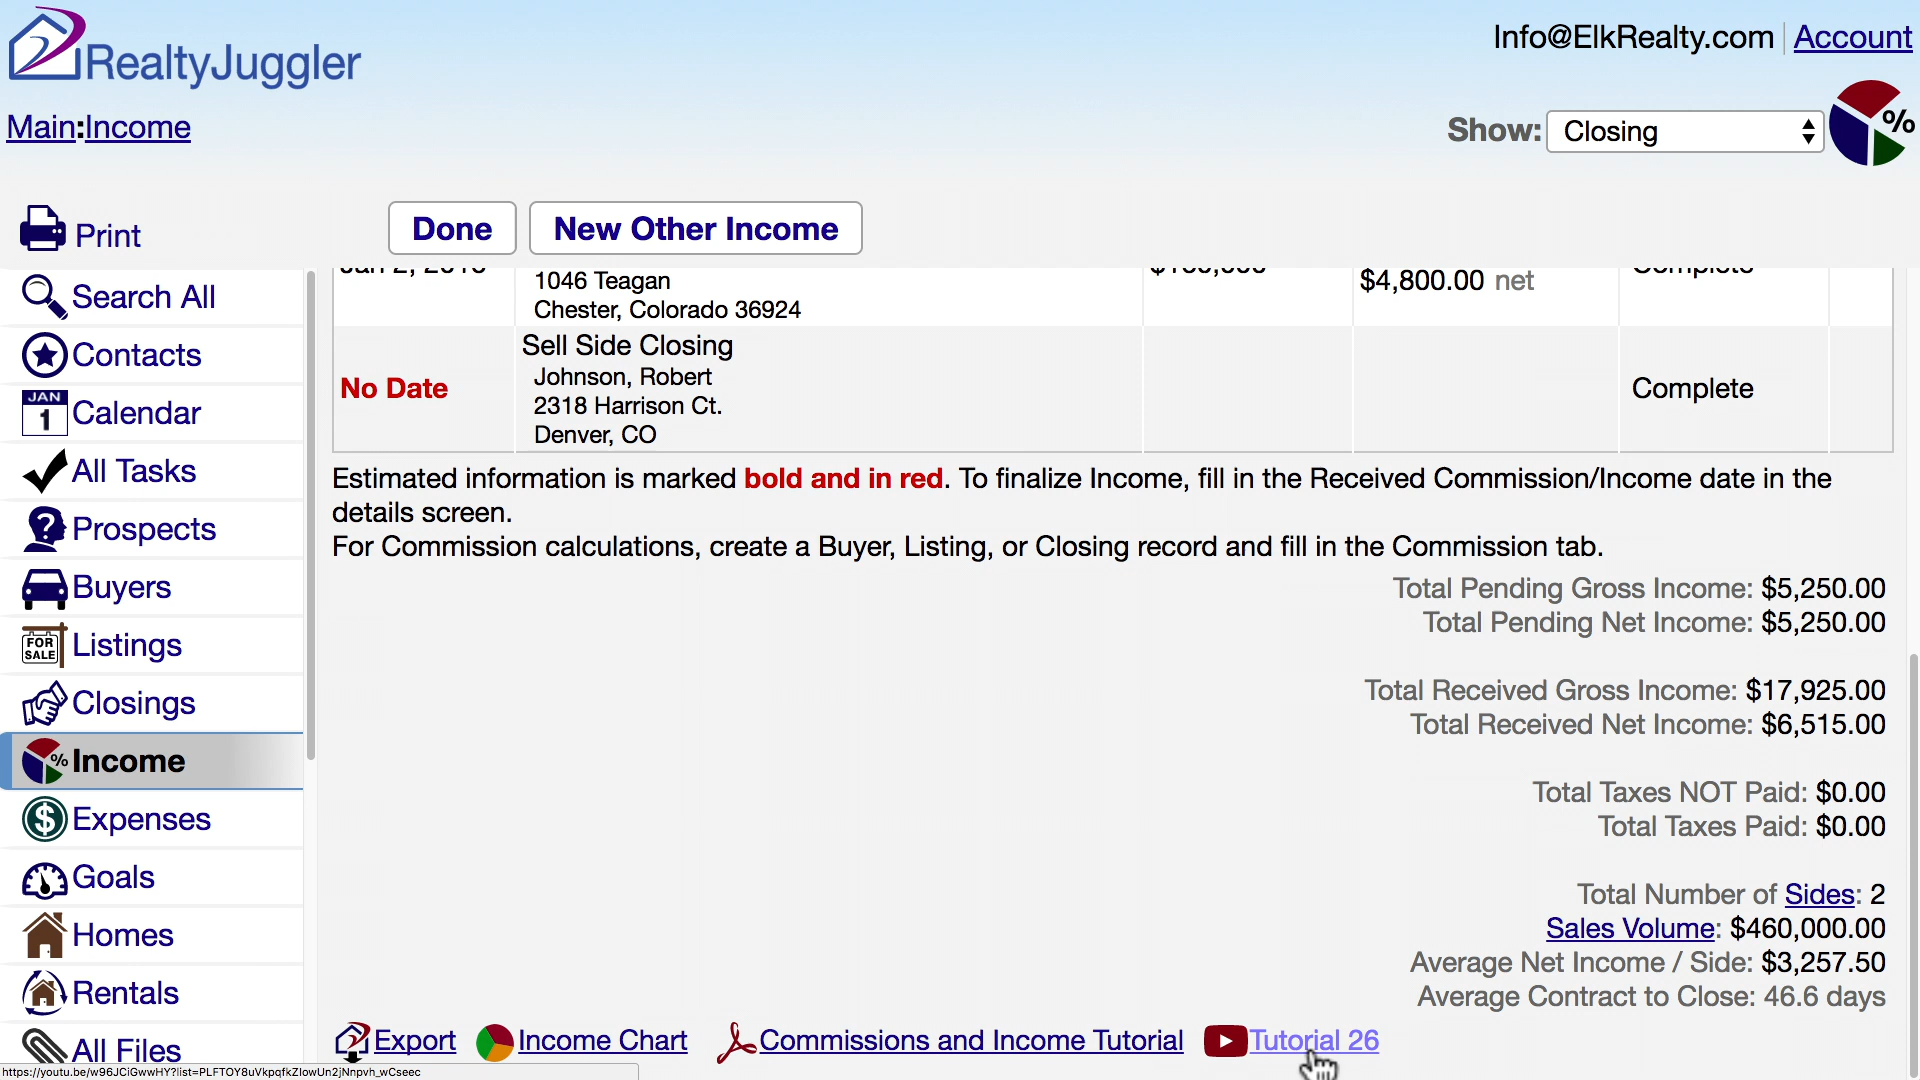 RealtyJuggler
Info@ElkRealty.com
Account
Main:Income
Show: Closing
%
Print
Done
New Other Income
Search All
Contacts
JAN
1
Calendar
All Tasks
?
Prospects
Buyers
FOR
SALE
Listings
Closings
%
Income
$
Expenses
Goals
Homes
Rentals
All Files
1046 Teagan
Chester, Colorado 36924
$4,800.00 net
No Date
Sell Side Closing
Johnson, Robert
2318 Harrison Ct.
Denver, CO
Complete
Estimated information is marked bold and in red. To finalize Income, fill in the Received Commission/Income date in the
details screen.
For Commission calculations, create a Buyer, Listing, or Closing record and fill in the Commission tab.
Total Pending Gross Income: $5,250.00
Total Pending Net Income: $5,250.00
Total Received Gross Income: $17,925.00
Total Received Net Income: $6,515.00
Total Taxes NOT Paid: $0.00
Total Taxes Paid: $0.00
Total Number of Sides: 2
Sales Volume: $460,000.00
Average Net Income / Side: $3,257.50
Average Contract to Close: 46.6 days
Export
Income Chart
Commissions and Income Tutorial
Tutorial 26